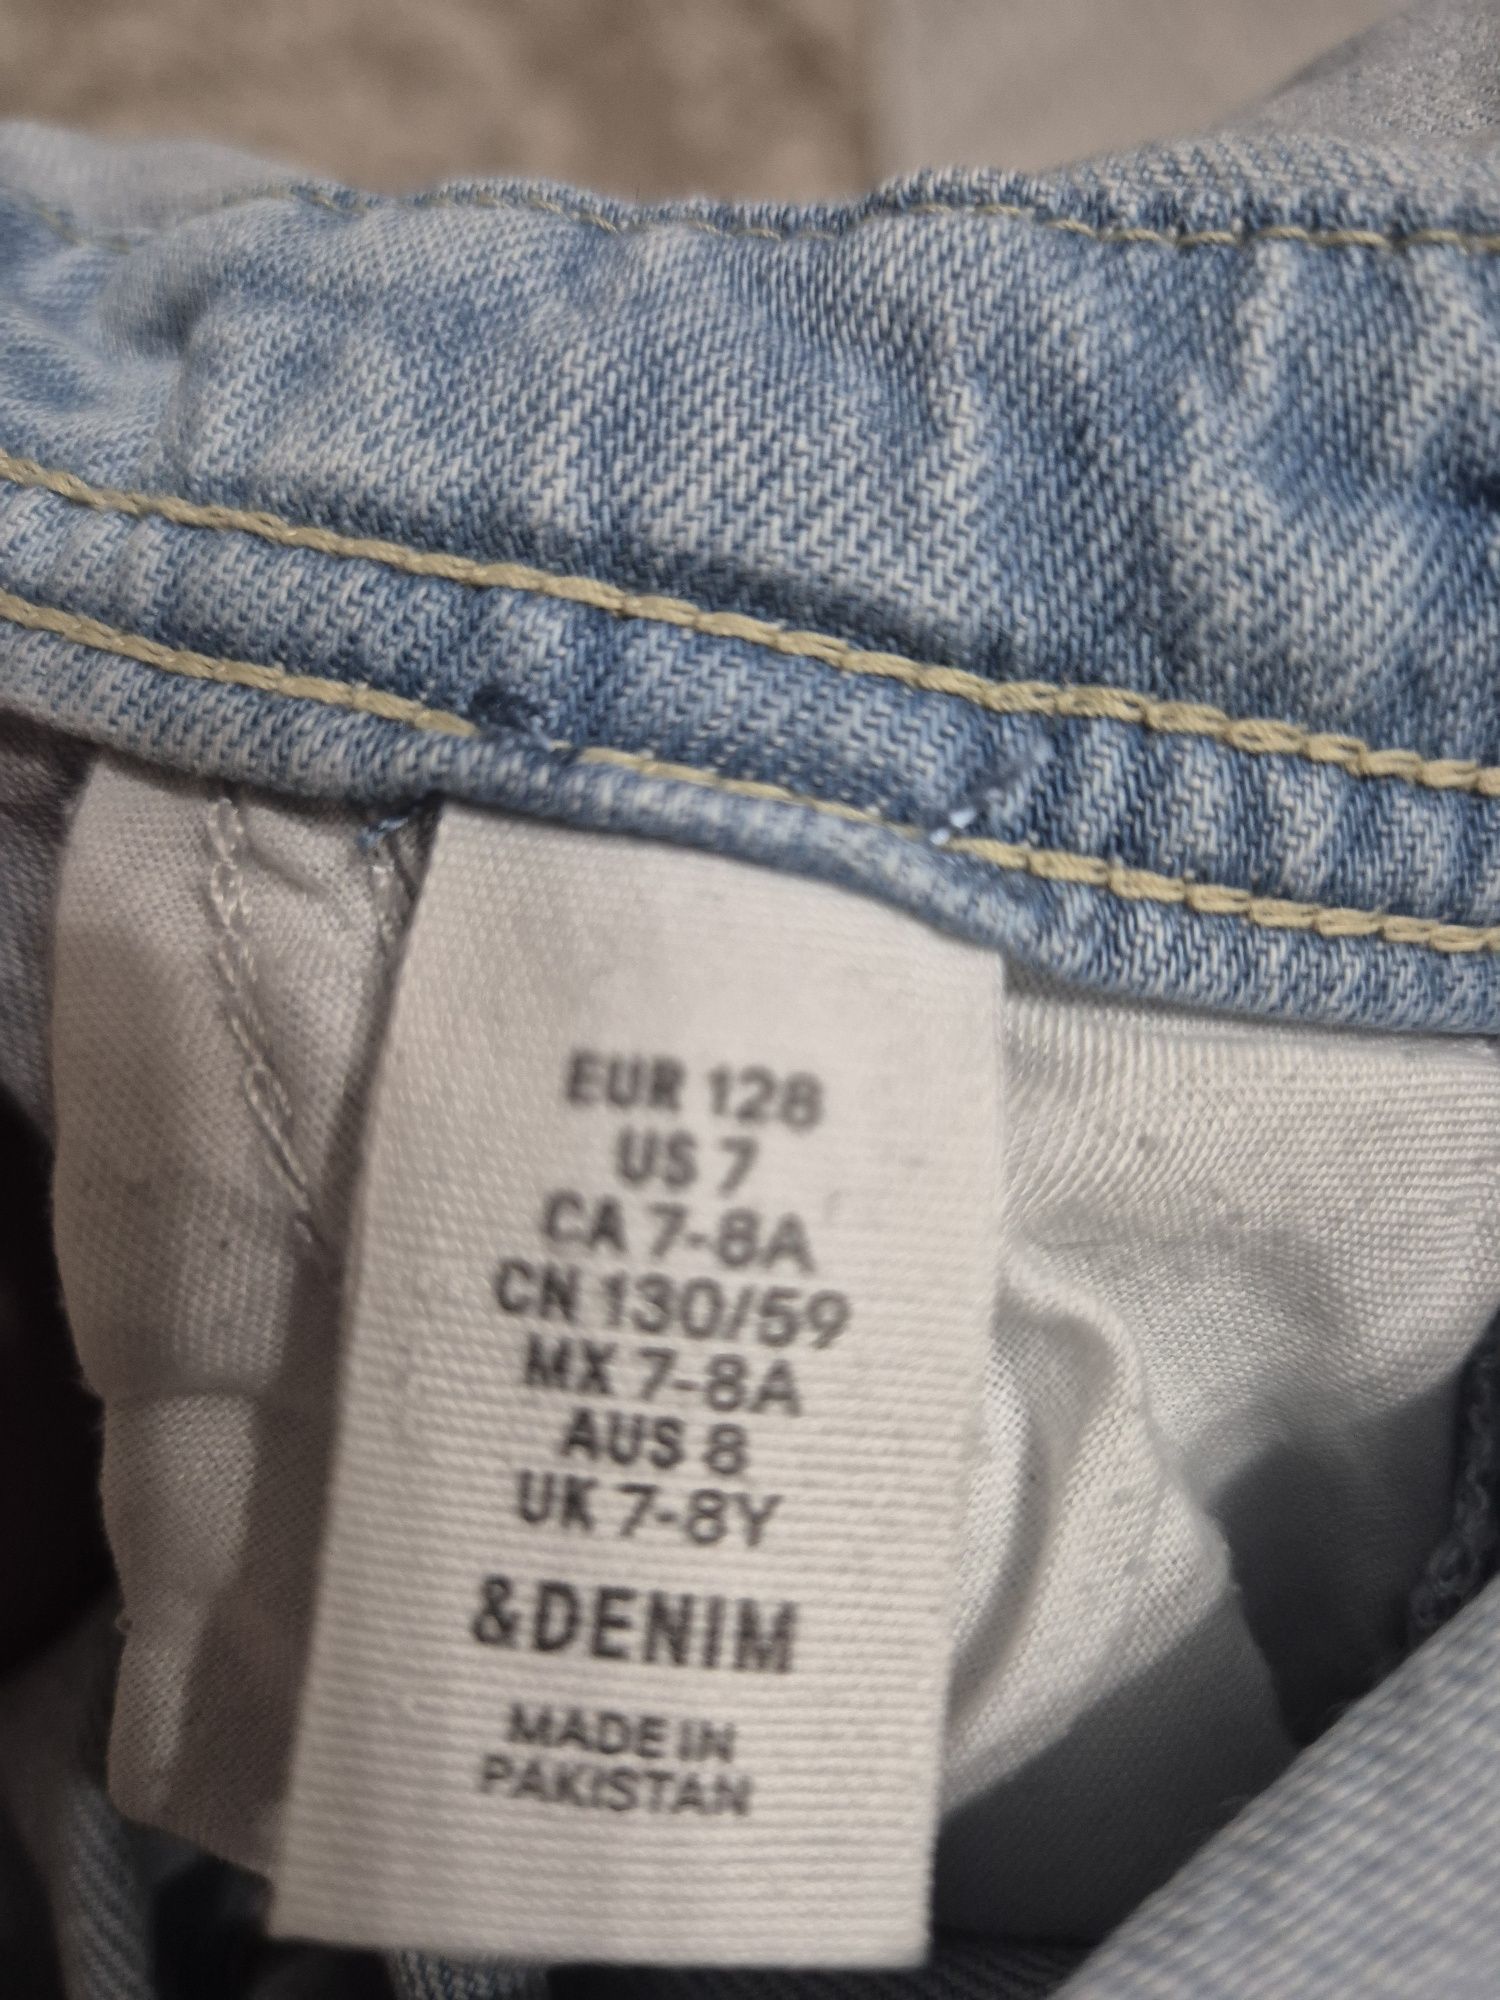 EUR 128
US 7
CA 7-8A
CN 130/59
MX 7-8A
AUS 8
UK 7-8Y
&DENIM
MADE IN
PAKISTAN